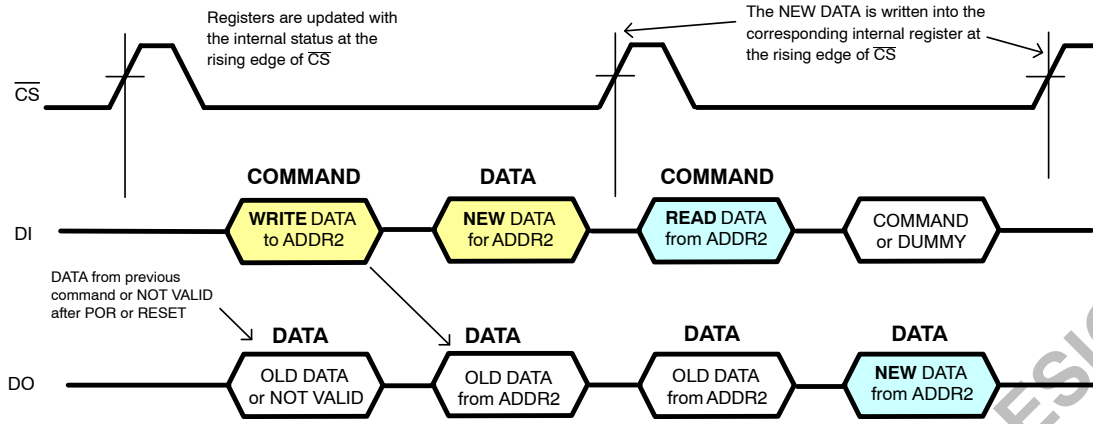 Registers are updated with
the internal status at the
rising edge of CS
The NEW DATA is written into the
corresponding internal register at
the rising edge of CS
CS
COMMAND
DATA
COMMAND
DI
WRITE DATA
to ADDR2
NEW DATA
for ADDR2
READ DATA
from ADDR2
COMMAND
or DUMMY
DATA from previous
command or NOT VALID
after POR or RESET
DATA
DATA
DATA
DATA
DO
OLD DATA
or NOT VALID
OLD DATA
from ADDR2
OLD DATA
from ADDR2
NEW DATA
from ADDR2